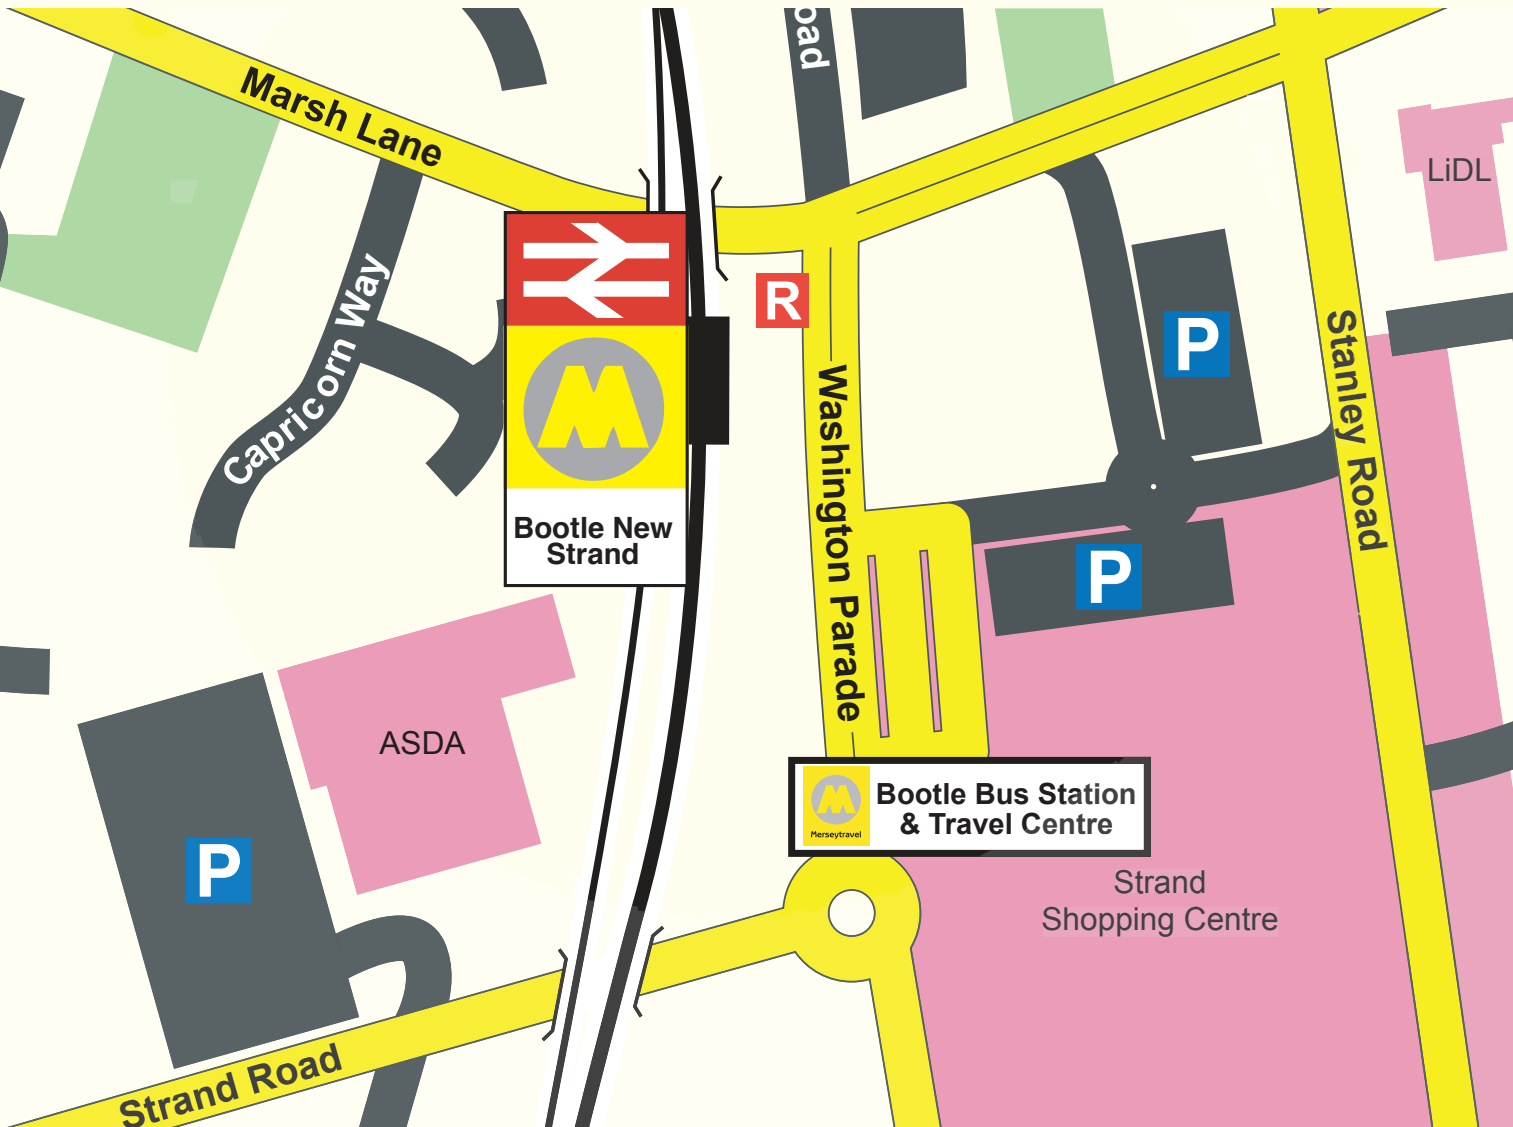 oad
Marsh Lane
LiDL
Capricorn Way
R
P
Stanley Road
Washington Parade
Bootle New
Strand
P
ASDA
Merseytravel
Bootle Bus Station
& Travel Centre
P
Strand
Shopping Centre
Strand Road